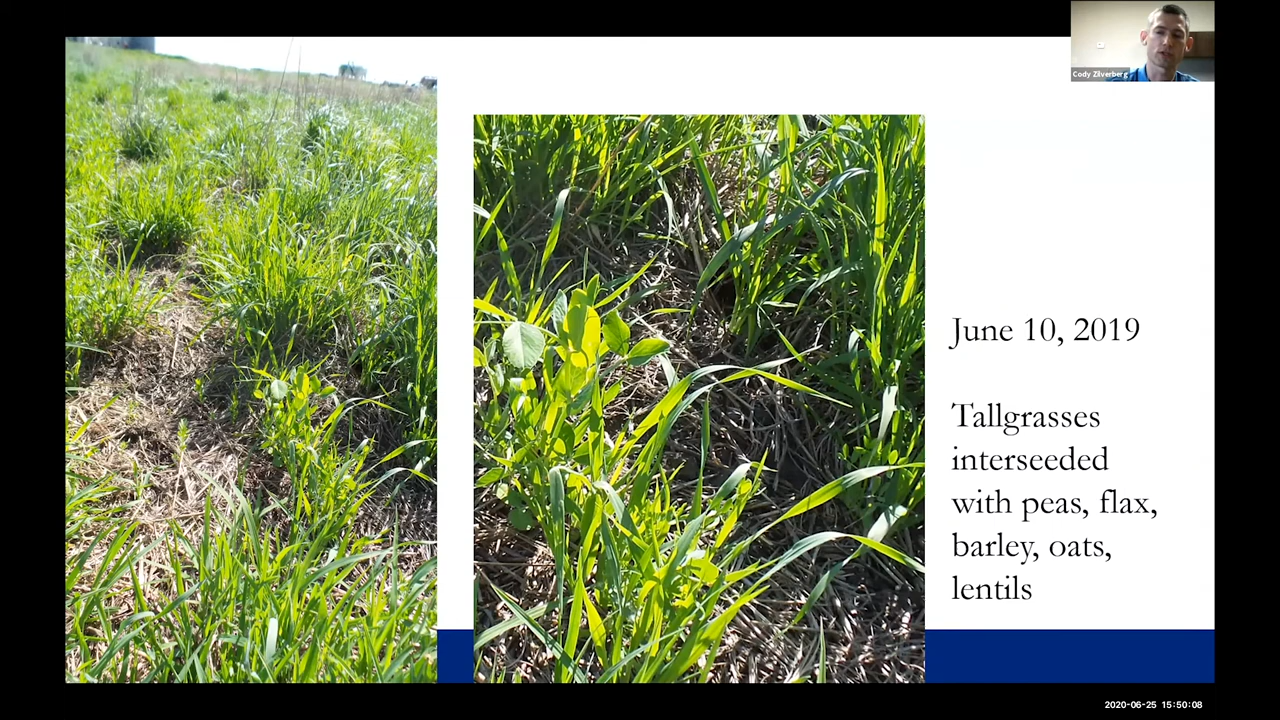 Cody Zilverberg
June 10, 2019
Tallgrasses
interseeded
with peas, flax,
barley, oats,
lentils
2020-06-25 15:50:08